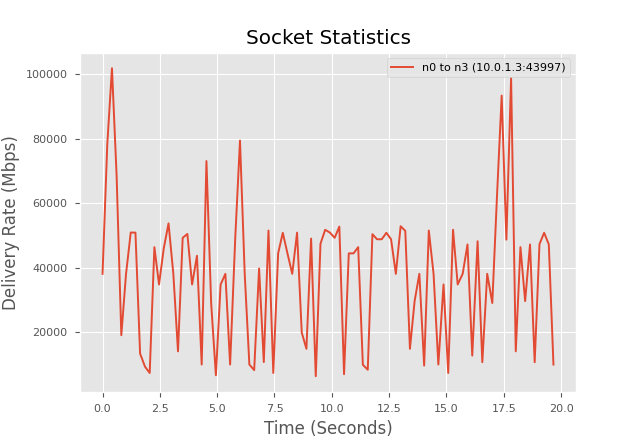 Socket Statistics
n0 to n3 (10.0.1.3:43997)
Delivery Rate (Mbps)
100000
80000
60000
40000
20000
0.0 2.5 5.0 7.5 10.0 12.5 15.0 17.5 20.0
Time (Seconds)